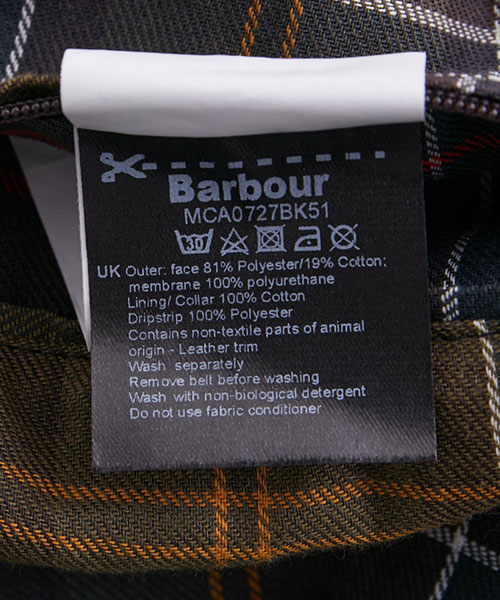 Barbour
MCA0727BK51
30
UK Outer: face 81% Polyester/19% Cotton;
membrane 100% polyurethane
Lining/ Collar 100% Cotton
Dripstrip 100% Polyester
Contains non-textile parts of animal
origin - Leather trim
Wash separately
Remove belt before washing
Wash with non-biological detergent
Do not use fabric conditioner